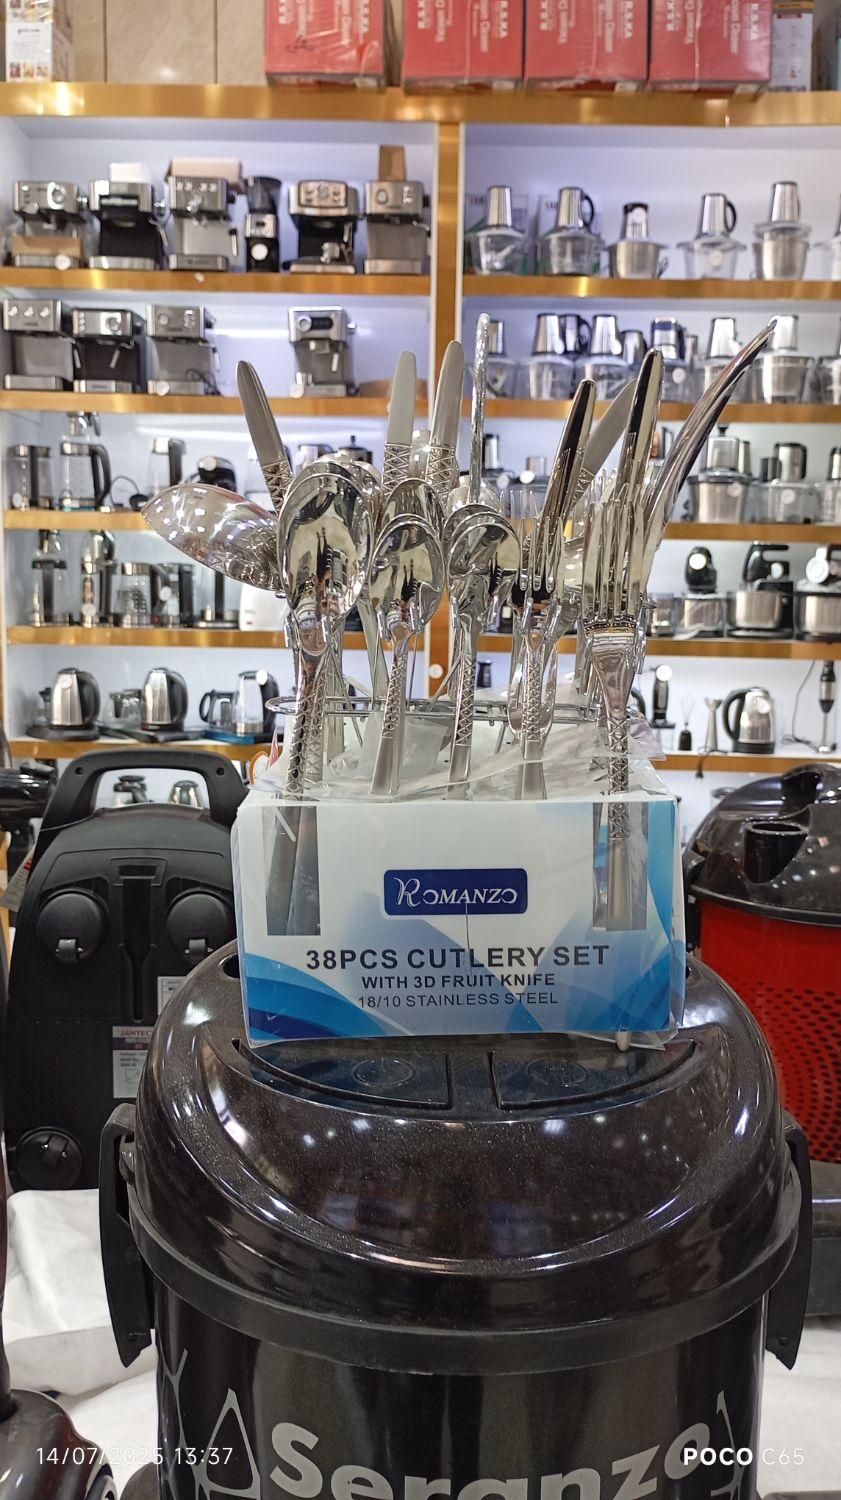 ROMANZO
38PCS CUTLERY SET
WITH 3D FRUIT KNIFE
18/10 STAINLESS STEEL
JANTEC
Seranzo
14/07/2025 13:37
POCO C65